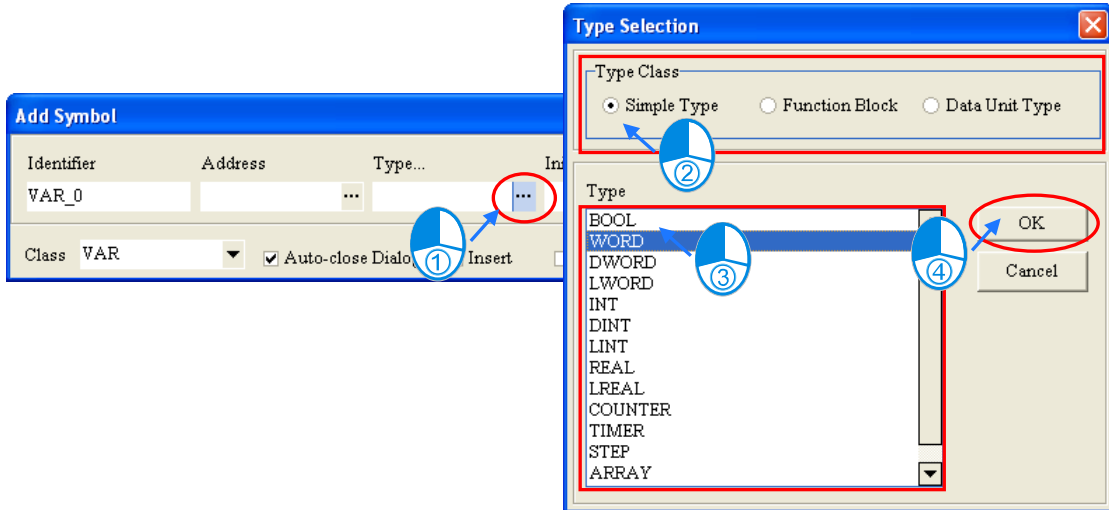 Add Symbol
Identifier Address Type... In
VAR_0 ... ...
①
Class VAR Auto-close Dialog Insert
Type Selection
Type Class
Simple Type Function Block Data Unit Type
②
Type
BOOL
WORD
DWORD
LWORD
INT
DINT
LINT
REAL
LREAL
COUNTER
TIMER
STEP
ARRAY
③
④
OK
Cancel